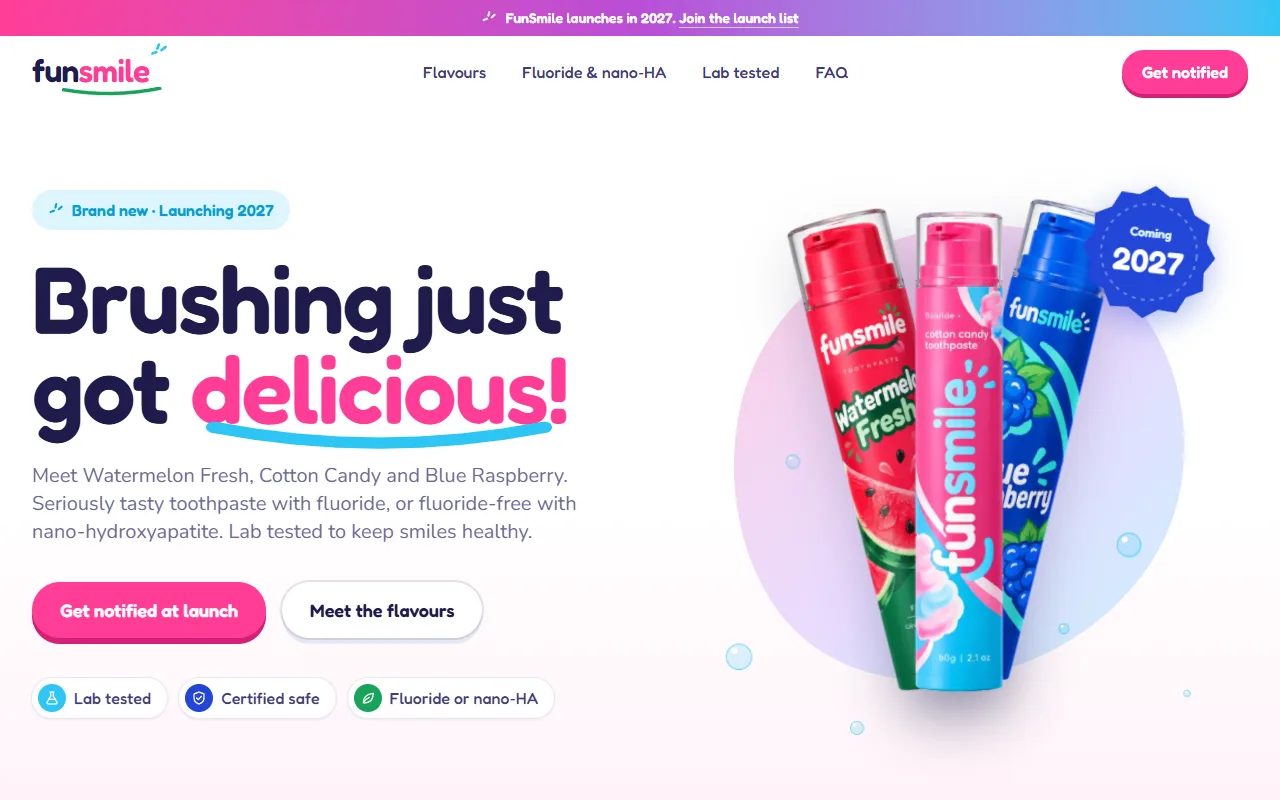 FunSmile launches in 2027. Join the launch list
funsmile
Flavours
Fluoride & nano-HA
Lab tested
FAQ
Get notified
Brand new · Launching 2027
Brushing just
got delicious!
Meet Watermelon Fresh, Cotton Candy and Blue Raspberry.
Seriously tasty toothpaste with fluoride, or fluoride-free with
nano-hydroxyapatite. Lab tested to keep smiles healthy.
Get notified at launch
Meet the flavours
Lab tested
Certified safe
Fluoride or nano-HA
Coming
2027
funsmile
TOOTHPASTE
Fresh
fluoride
cotton candy
toothpaste
funsmile
60g | 2.1 oz
funsmile